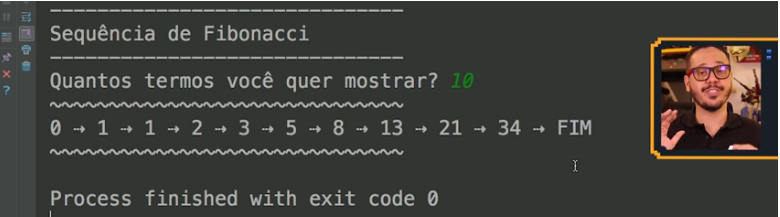 ------------------------------
Sequência de Fibonacci
------------------------------
Quantos termos você quer mostrar? 10
~~~~~~~~~~~~~~~~~~~~~~~~~~~~~~
0 → 1 → 1 → 2 → 3 → 5 → 8 → 13 → 21 → 34 → FIM
~~~~~~~~~~~~~~~~~~~~~~~~~~~~~~
Process finished with exit code 0